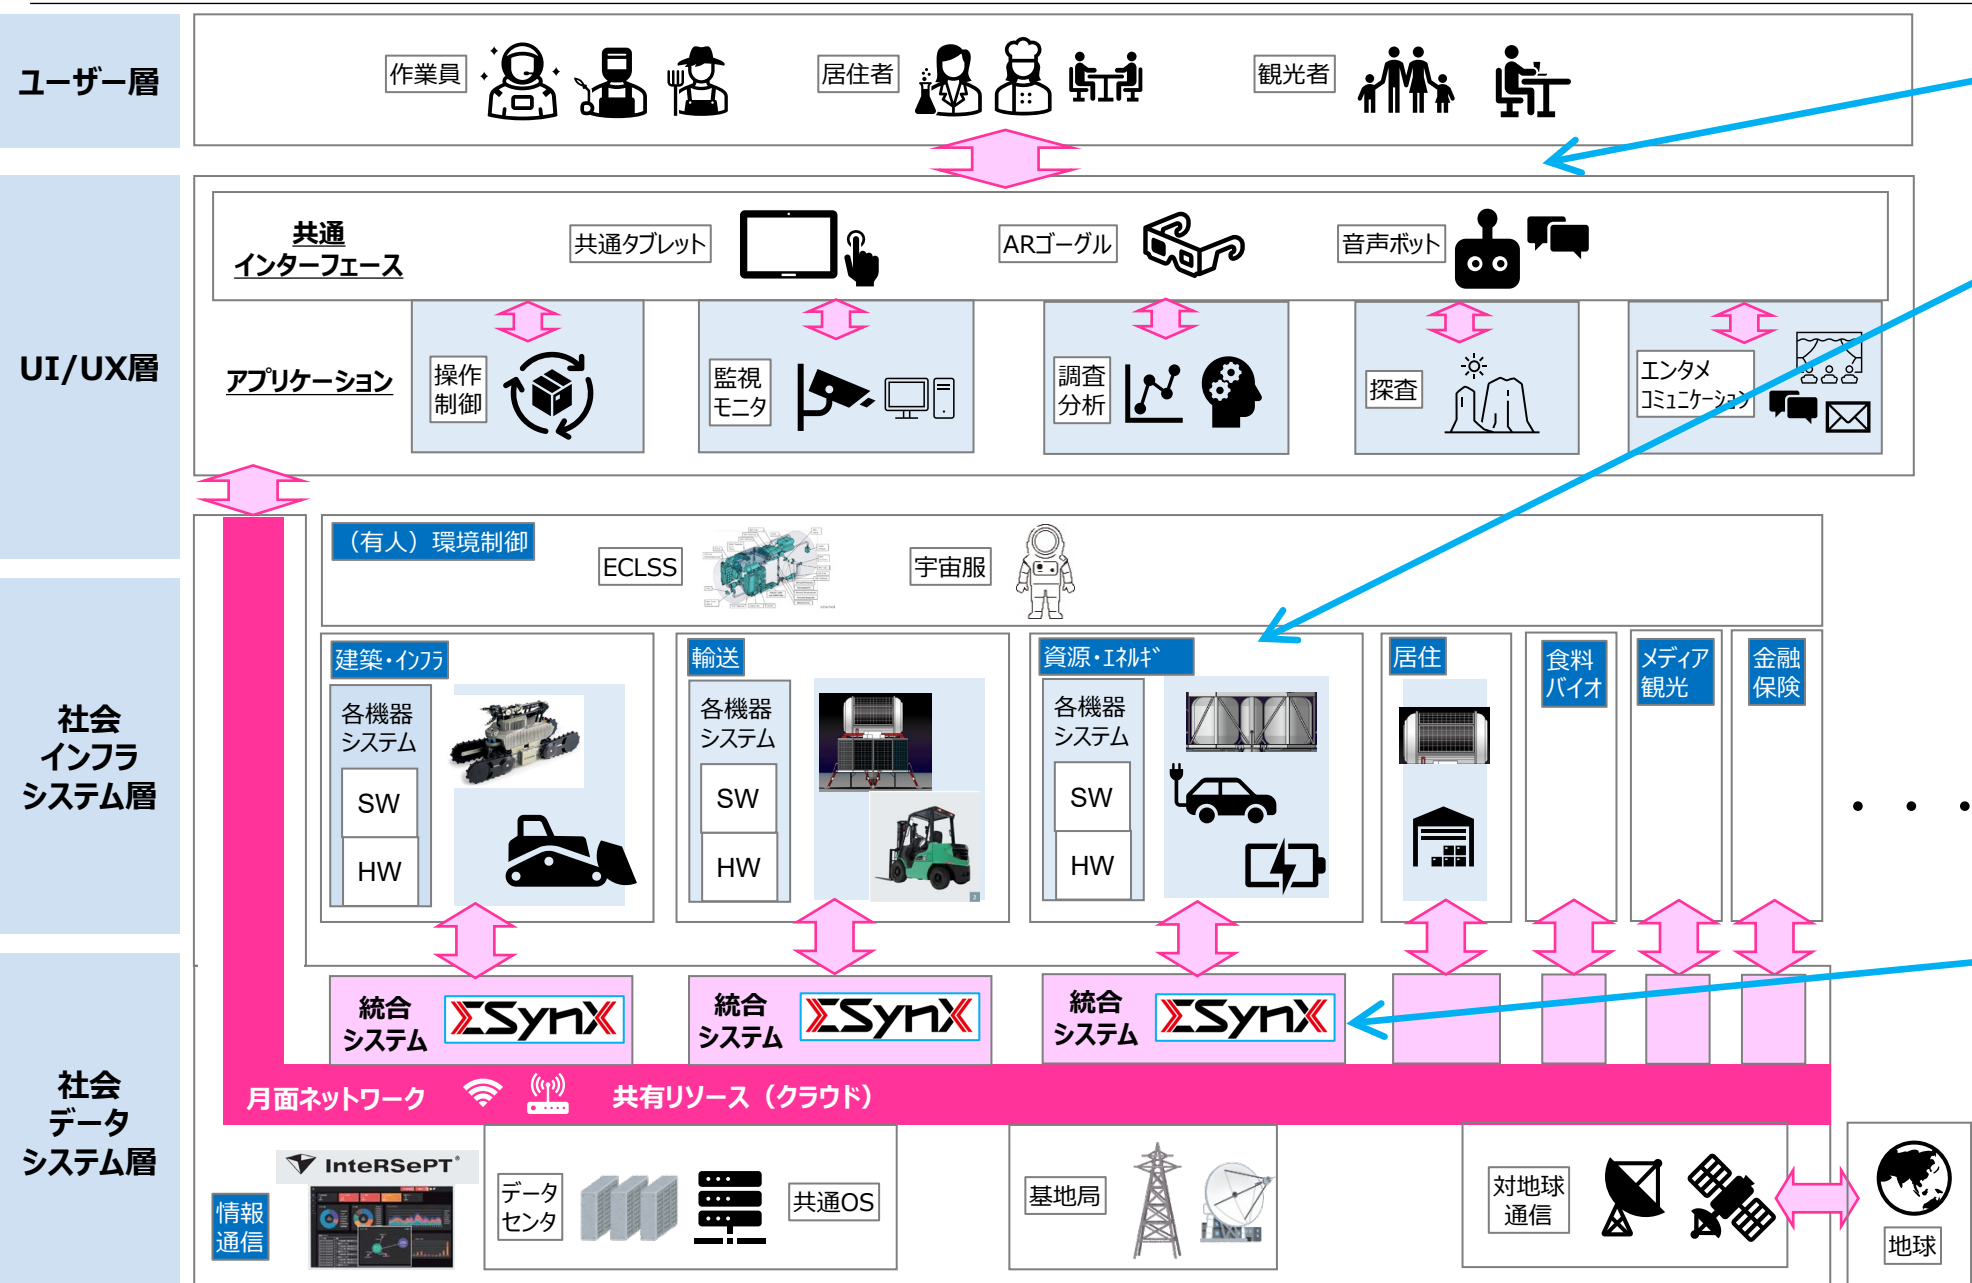 ユーザー層
作業員
居住者
観光者
UI/UX層
共通
インターフェース
共通タブレット
ARゴーグル
音声ボット
アプリケーション
操作
制御
監視
モニタ
調査
分析
探査
エンタメ
コミュニケーション
社会
インフラ
システム層
（有人）環境制御
ECLSS
宇宙服
建築・インフラ
各機器
システム
SW
HW
輸送
各機器
システム
SW
HW
資源・エネルギ
各機器
システム
SW
HW
居住
食料
バイオ
メディア
観光
金融
保険
・・・
社会
データ
システム層
統合
システム
ΣSynX
統合
システム
ΣSynX
統合
システム
ΣSynX
月面ネットワーク
共有リソース（クラウド）
情報
通信
InteRSePT
データ
センタ
共通OS
基地局
対地球
通信
地球